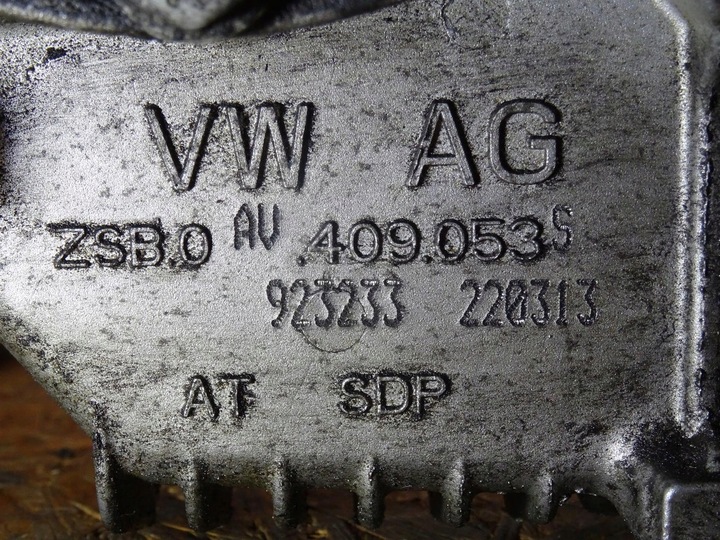 VW AG
ZSB.0 AV .409.053 S
923233 220313
AT SDP